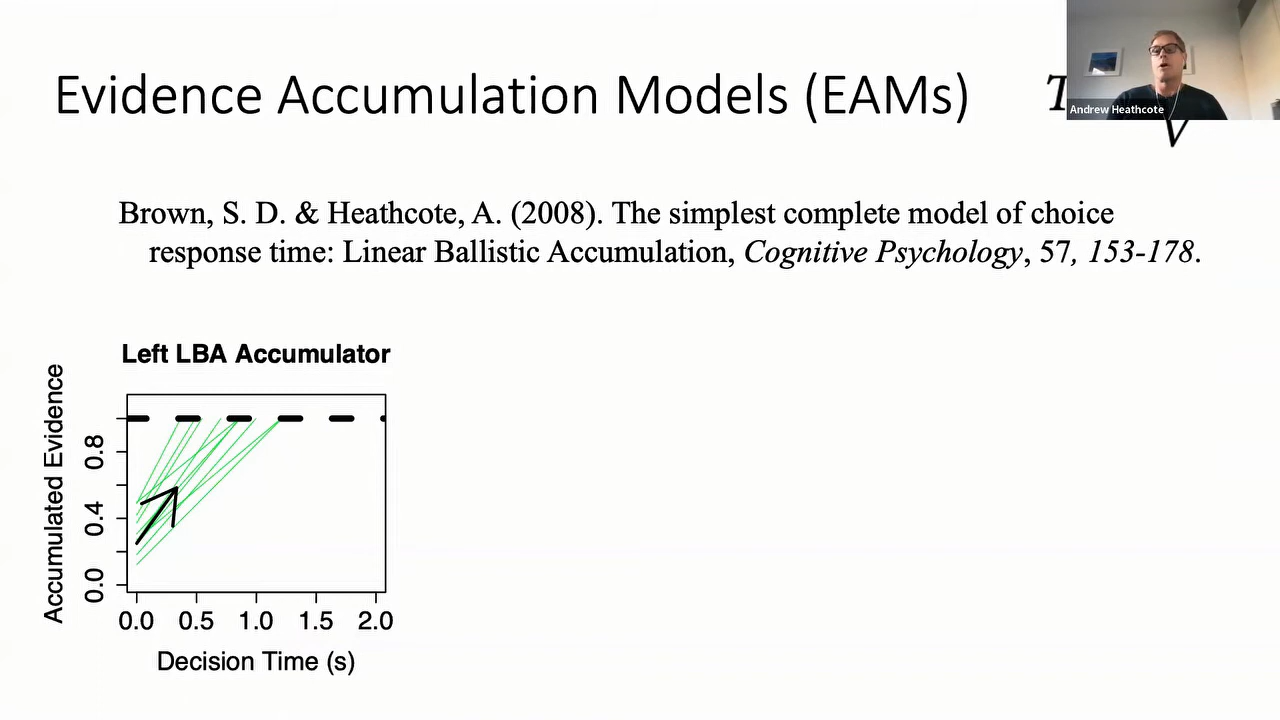 Evidence Accumulation Models (EAMs)
T
V
Andrew Heathcote
Brown, S. D. & Heathcote, A. (2008). The simplest complete model of choice
response time: Linear Ballistic Accumulation, Cognitive Psychology, 57, 153-178.
Left LBA Accumulator
Accumulated Evidence
0.8
0.4
0.0
0.0 0.5 1.0 1.5 2.0
Decision Time (s)